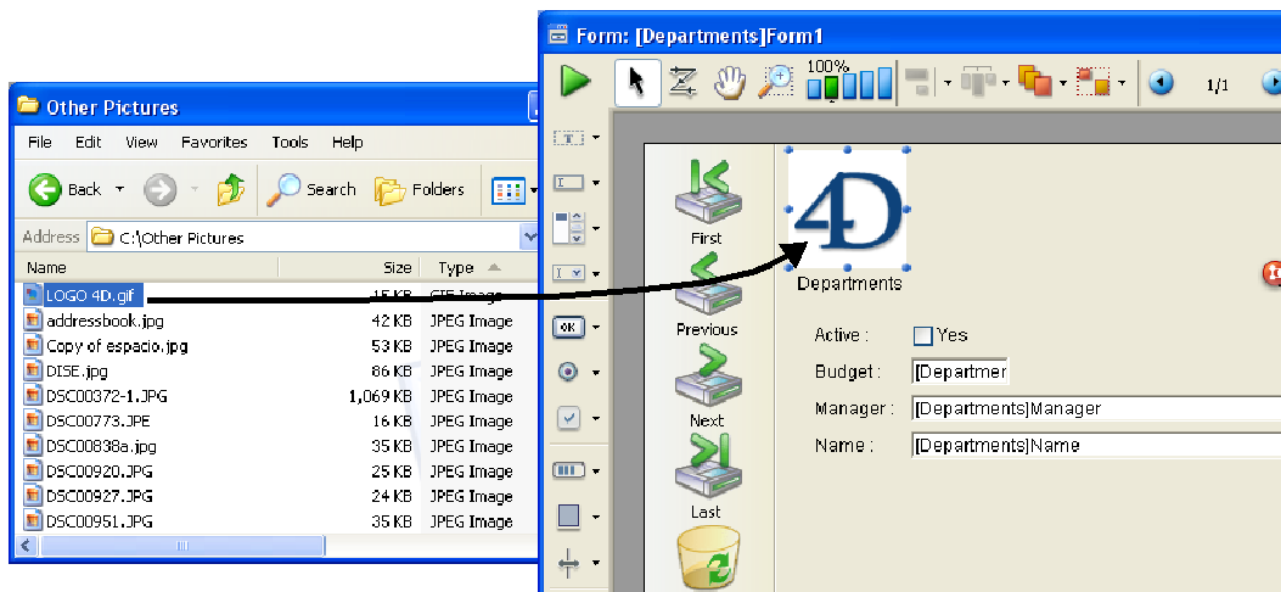 Other Pictures
File Edit View Favorites Tools Help
Back Search Folders
Address C:\Other Pictures
Name Size Type
LOGO 4D.gif 15 KB GIF Image
addressbook.jpg 42 KB JPEG Image
Copy of espacio.jpg 53 KB JPEG Image
DISE.jpg 86 KB JPEG Image
DSC00372-1.JPG 1,069 KB JPEG Image
DSC00773.JPE 16 KB JPEG Image
DSC00838a.jpg 35 KB JPEG Image
DSC00920.JPG 25 KB JPEG Image
DSC00927.JPG 24 KB JPEG Image
DSC00951.JPG 35 KB JPEG Image
Form: [Departments]Form1
100%
1/1
T
I
I
OK
First
Previous
Next
Last
4D
Departments
Active : Yes
Budget : [Departmer
Manager : [Departments]Manager
Name : [Departments]Name